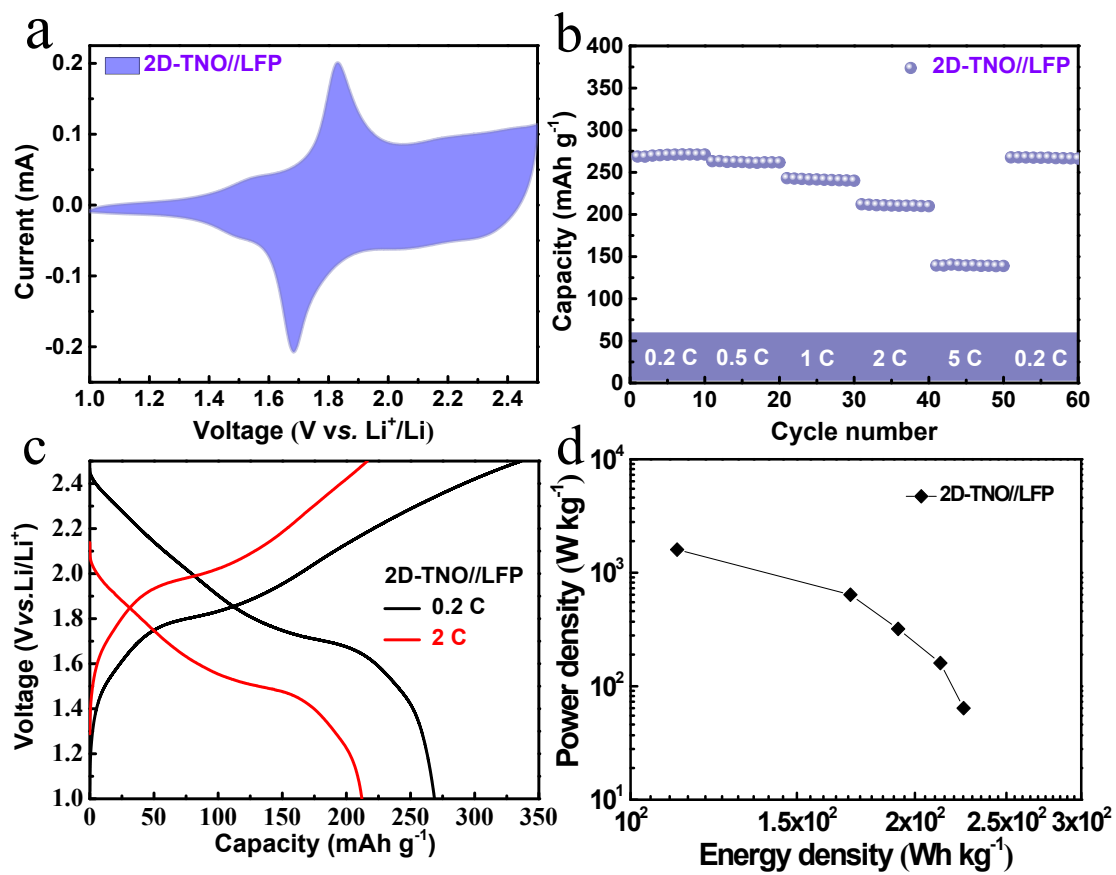 a
2D-TNO//LFP
0.2
0.1
0.0
-0.1
-0.2
Current (mA)
1.0 1.2 1.4 1.6 1.8 2.0 2.2 2.4
Voltage (V vs. Li⁺/Li)
b
2D-TNO//LFP
400
350
300
250
200
150
100
50
0
Capacity (mAh g⁻¹)
0.2 C 0.5 C 1 C 2 C 5 C 0.2 C
0 10 20 30 40 50 60
Cycle number
c
2.4
2.2
2.0
1.8
1.6
1.4
1.2
1.0
Voltage (V vs.Li/Li⁺)
2D-TNO//LFP
0.2 C
2 C
0 50 100 150 200 250 300 350
Capacity (mAh g⁻¹)
d
2D-TNO//LFP
10⁴
10³
10²
10¹
Power density (W kg⁻¹)
10² 1.5x10² 2x10² 2.5x10² 3x10²
Energy density (Wh kg⁻¹)